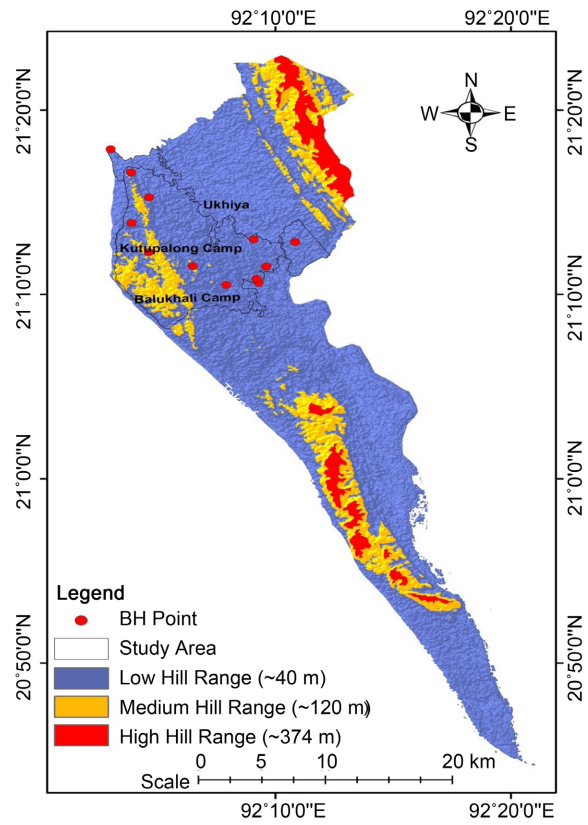 92˚10'0"E 92˚20'0"E
21˚20'0"N
21˚20'0"N
N
W E
S
Ukhiya
Kutupalong Camp
21˚10'0"N
21˚10'0"N
Balukhali Camp
21˚0'0"N
21˚0'0"N
Legend
BH Point
Study Area
Low Hill Range (~40 m)
Medium Hill Range (~120 m)
High Hill Range (~374 m)
20˚50'0"N
20˚50'0"N
0 5 10 20 km
Scale
92˚10'0"E 92˚20'0"E